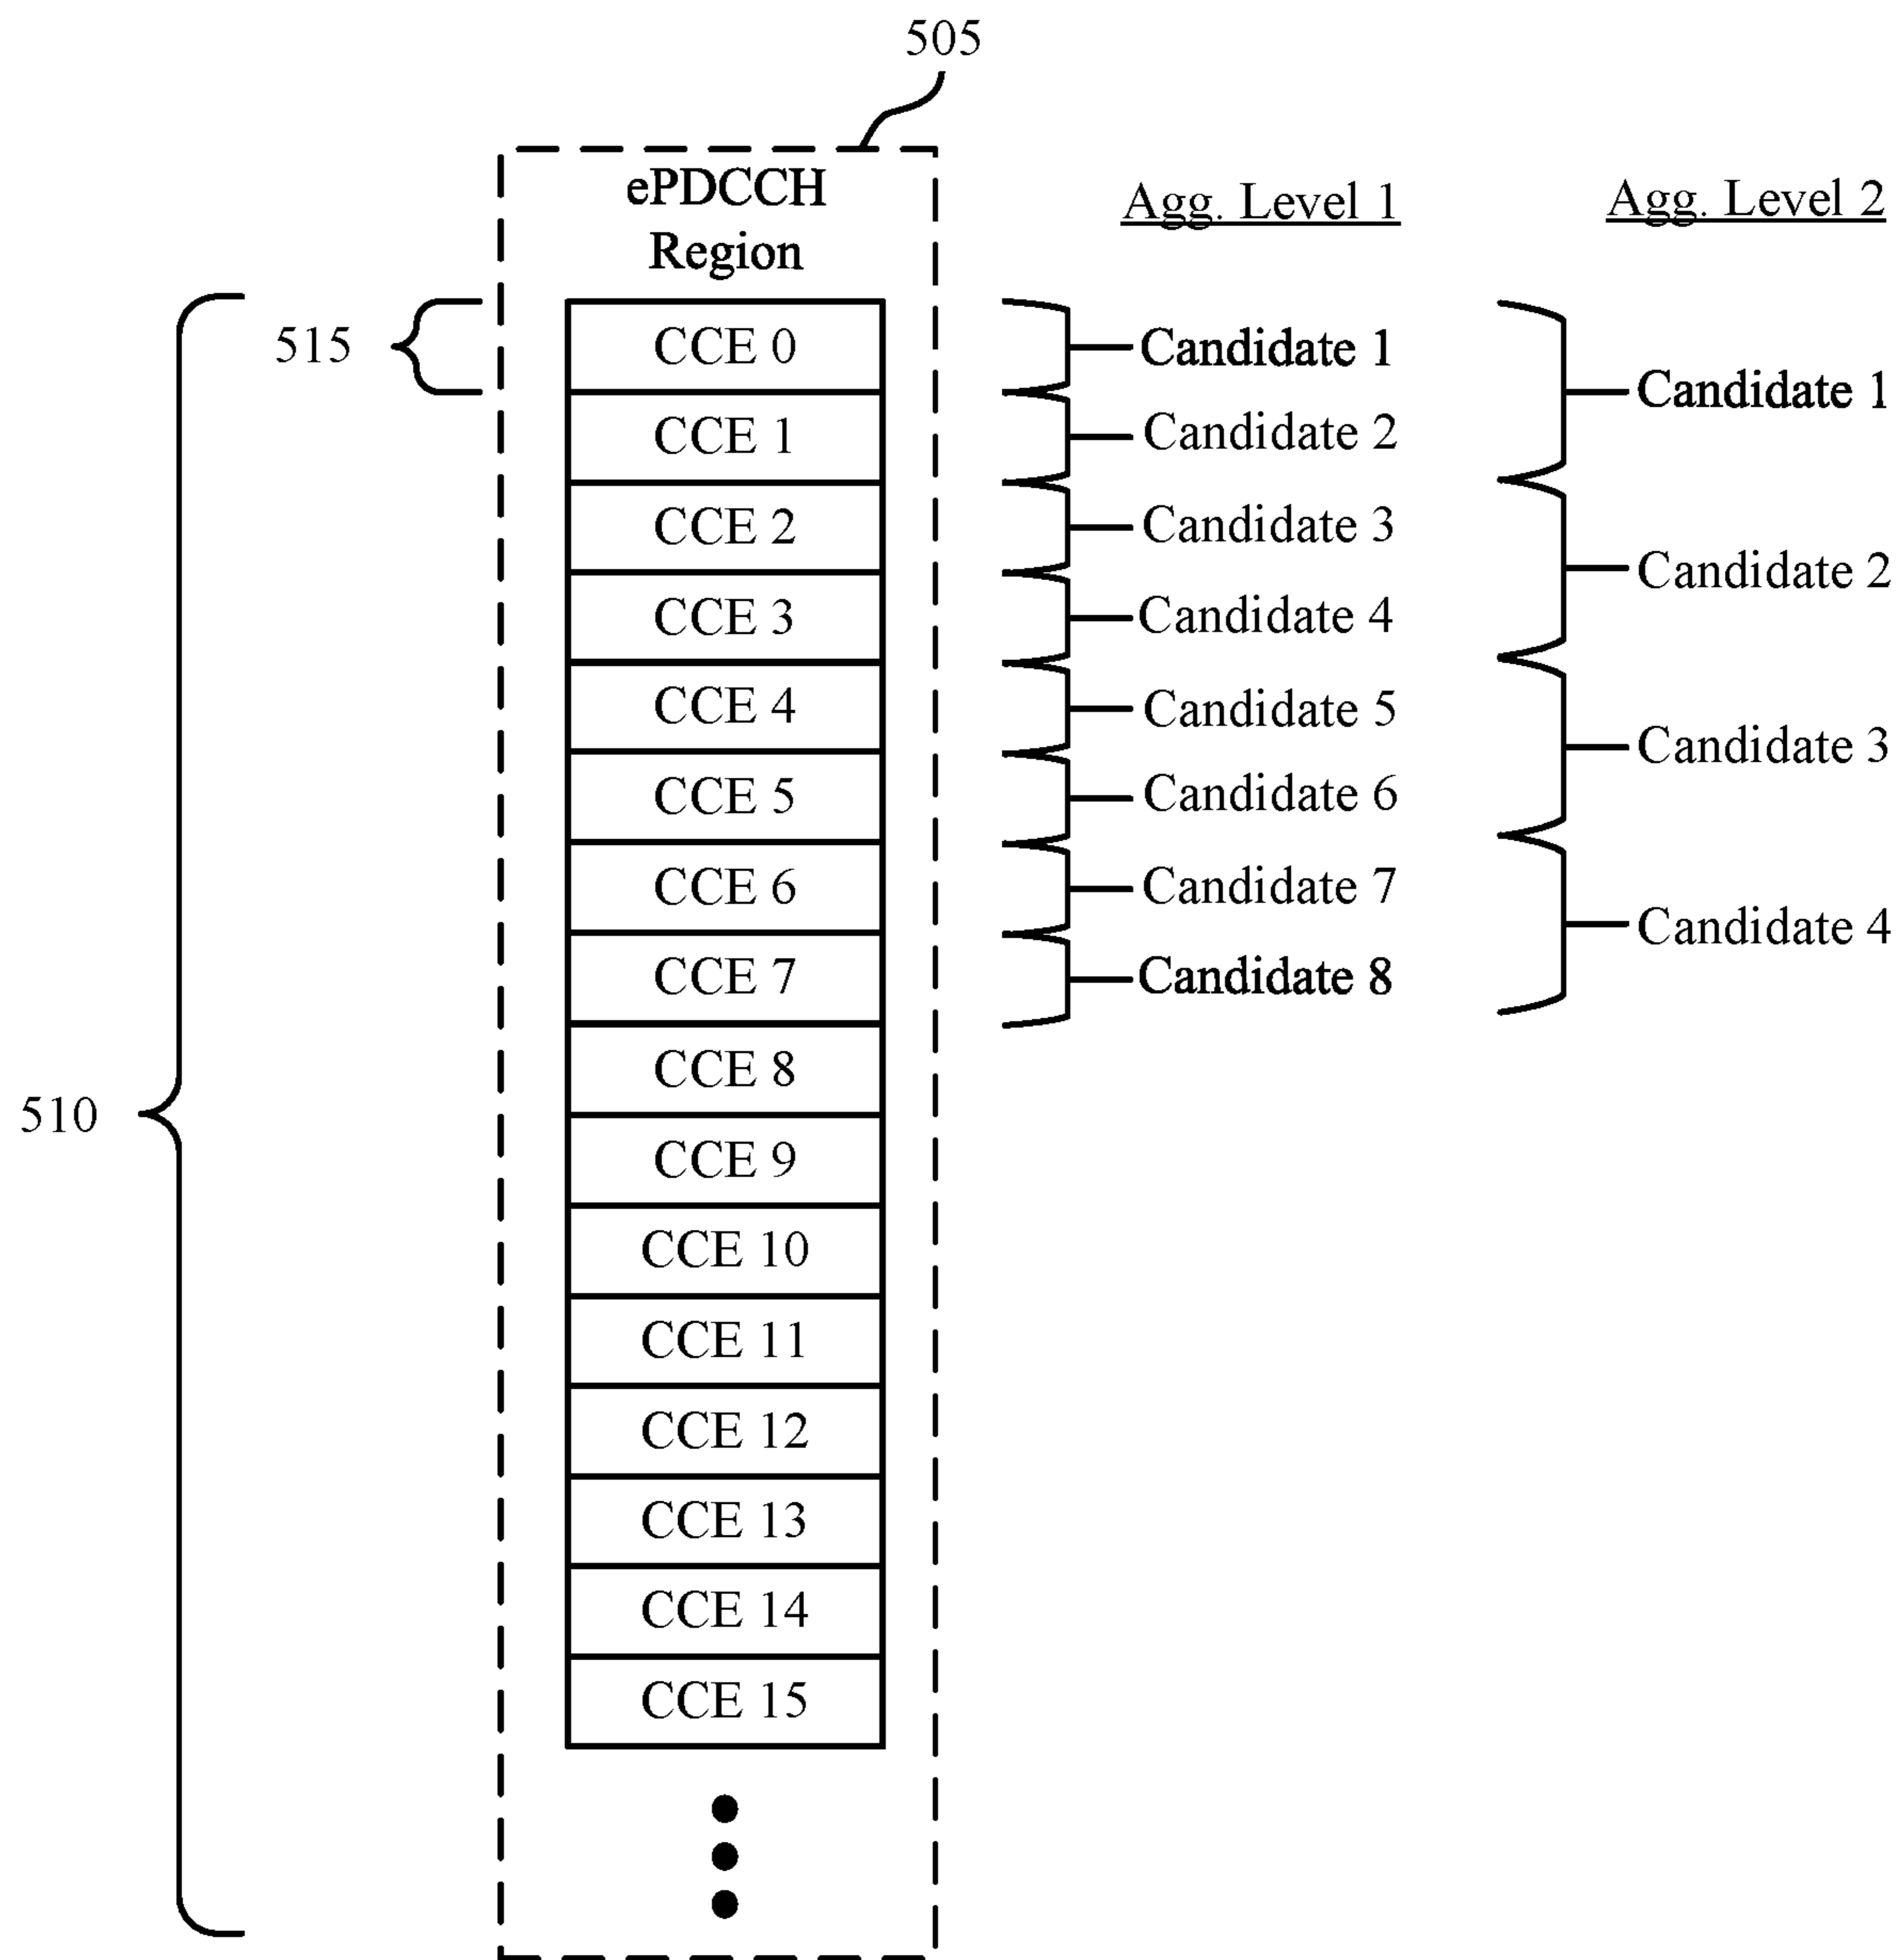 505
ePDCCH
Region
Agg. Level 1
Agg. Level 2
515
510
CCE 0
CCE 1
CCE 2
CCE 3
CCE 4
CCE 5
CCE 6
CCE 7
CCE 8
CCE 9
CCE 10
CCE 11
CCE 12
CCE 13
CCE 14
CCE 15
Candidate 1
Candidate 2
Candidate 3
Candidate 4
Candidate 5
Candidate 6
Candidate 7
Candidate 8
Candidate 1
Candidate 2
Candidate 3
Candidate 4